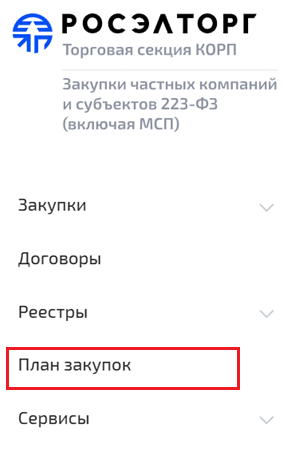 РОСЭЛТОРГ
Торговая секция КОРП
Закупки частных компаний
и субъектов 223-ФЗ
(включая МСП)
Закупки
Договоры
Реестры
План закупок
Сервисы